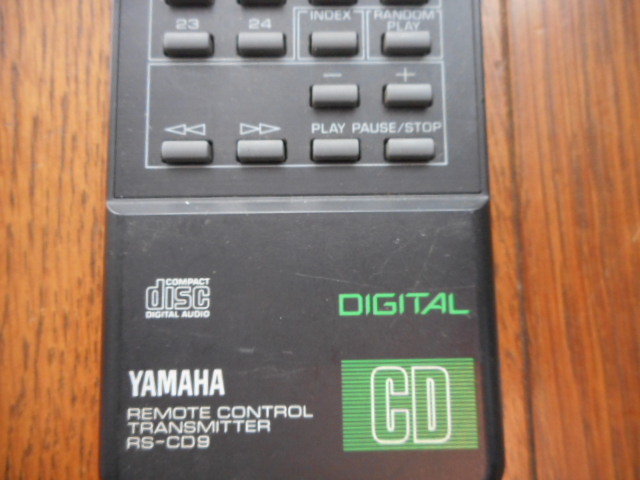 23 24 INDEX RANDOM
PLAY
− +
PLAY PAUSE/STOP
COMPACT
disc
DIGITAL AUDIO
DIGITAL
YAMAHA
CD
REMOTE CONTROL
TRANSMITTER
RS-CD9